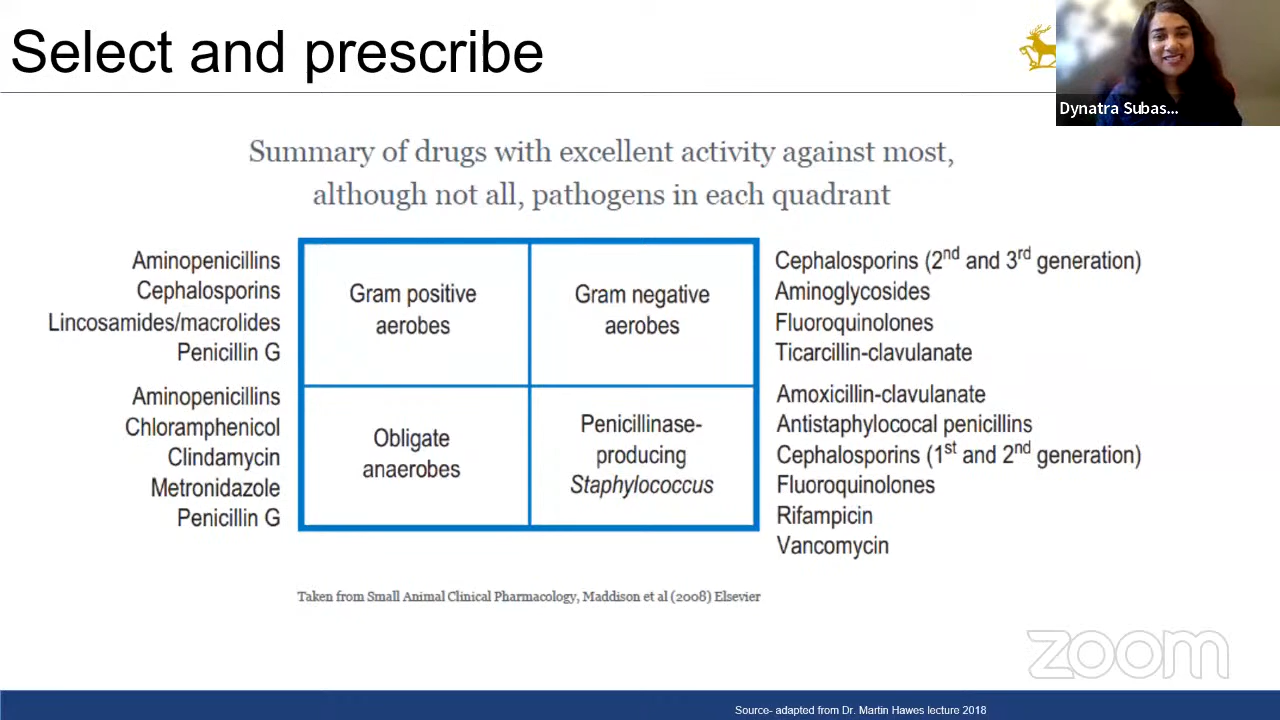 Select and prescribe
Dynatra Subas...
Summary of drugs with excellent activity against most,
although not all, pathogens in each quadrant
Aminopenicillins
Cephalosporins
Lincosamides/macrolides
Penicillin G
Gram positive
aerobes
Gram negative
aerobes
Cephalosporins (2nd and 3rd generation)
Aminoglycosides
Fluoroquinolones
Ticarcillin-clavulanate
Aminopenicillins
Chloramphenicol
Clindamycin
Metronidazole
Penicillin G
Obligate
anaerobes
Penicillinase-
producing
Staphylococcus
Amoxicillin-clavulanate
Antistaphylococal penicillins
Cephalosporins (1st and 2nd generation)
Fluoroquinolones
Rifampicin
Vancomycin
Taken from Small Animal Clinical Pharmacology, Maddison et al (2008) Elsevier
zoom
Source- adapted from Dr. Martin Hawes lecture 2018